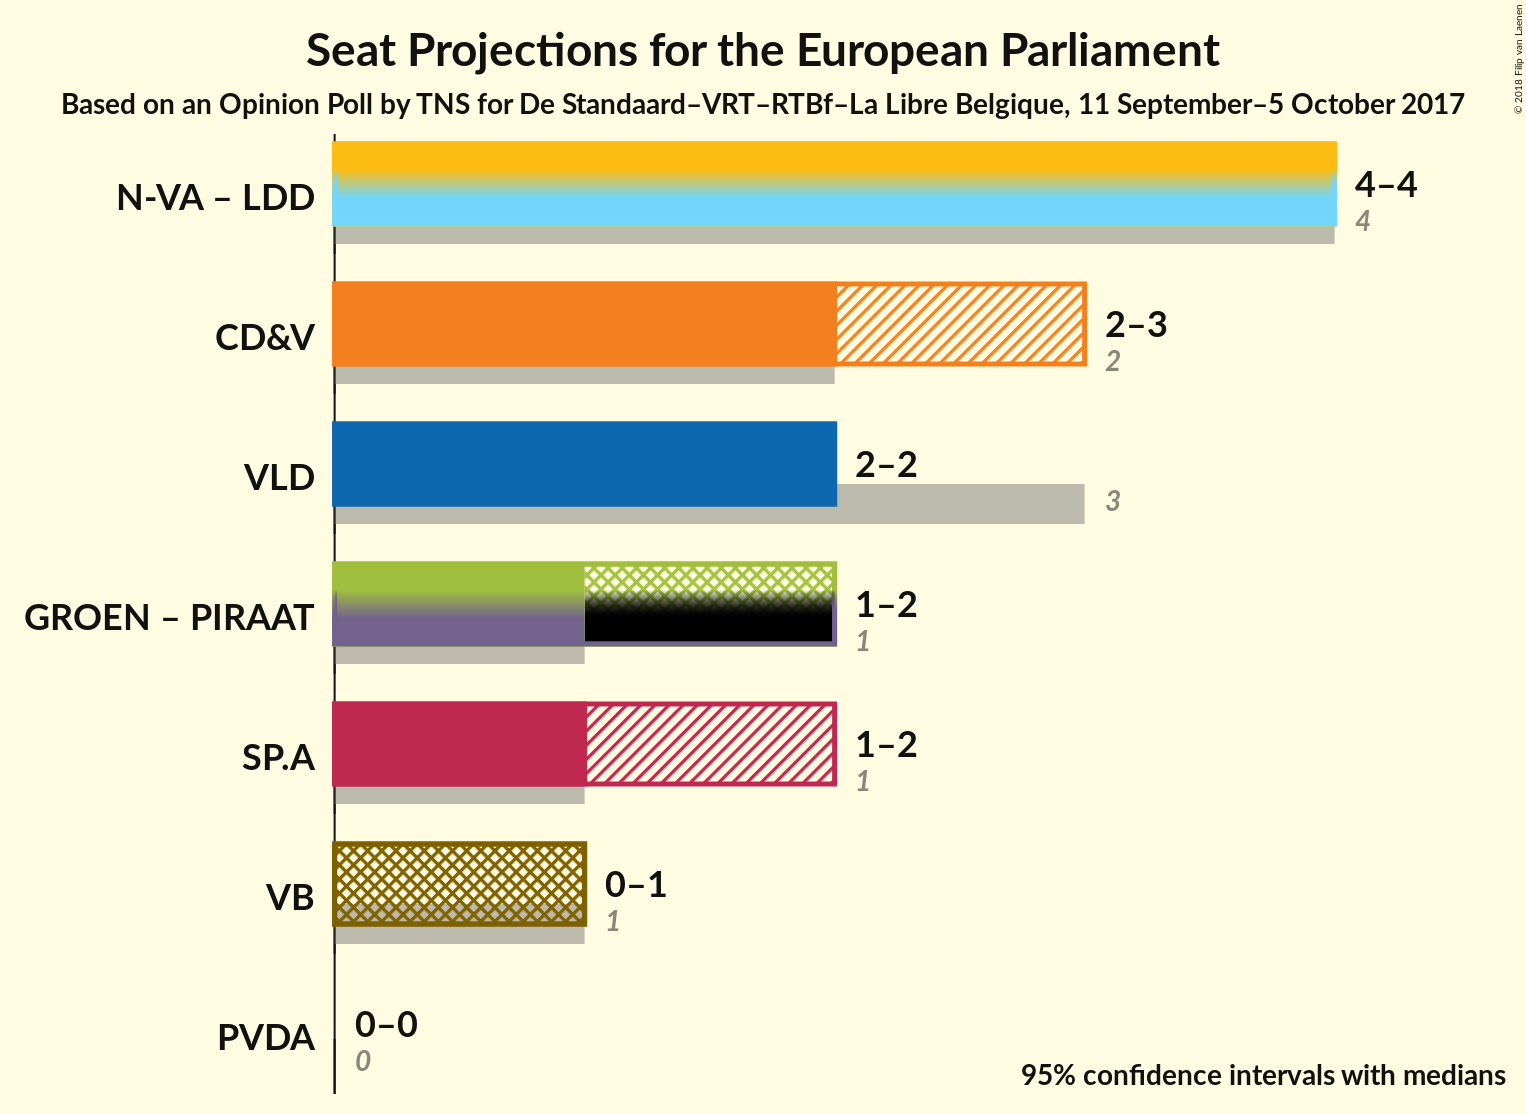 Seat Projections for the European Parliament
Based on an Opinion Poll by TNS for De Standaard–VRT–RTBf–La Libre Belgique, 11 September–5 October 2017
© 2018 Filip van Laenen
N-VA – LDD
4–4
4
CD&V
2–3
2
VLD
2–2
3
GROEN – PIRAAT
1–2
1
SP.A
1–2
1
VB
0–1
1
PVDA
0–0
0
95% confidence intervals with medians